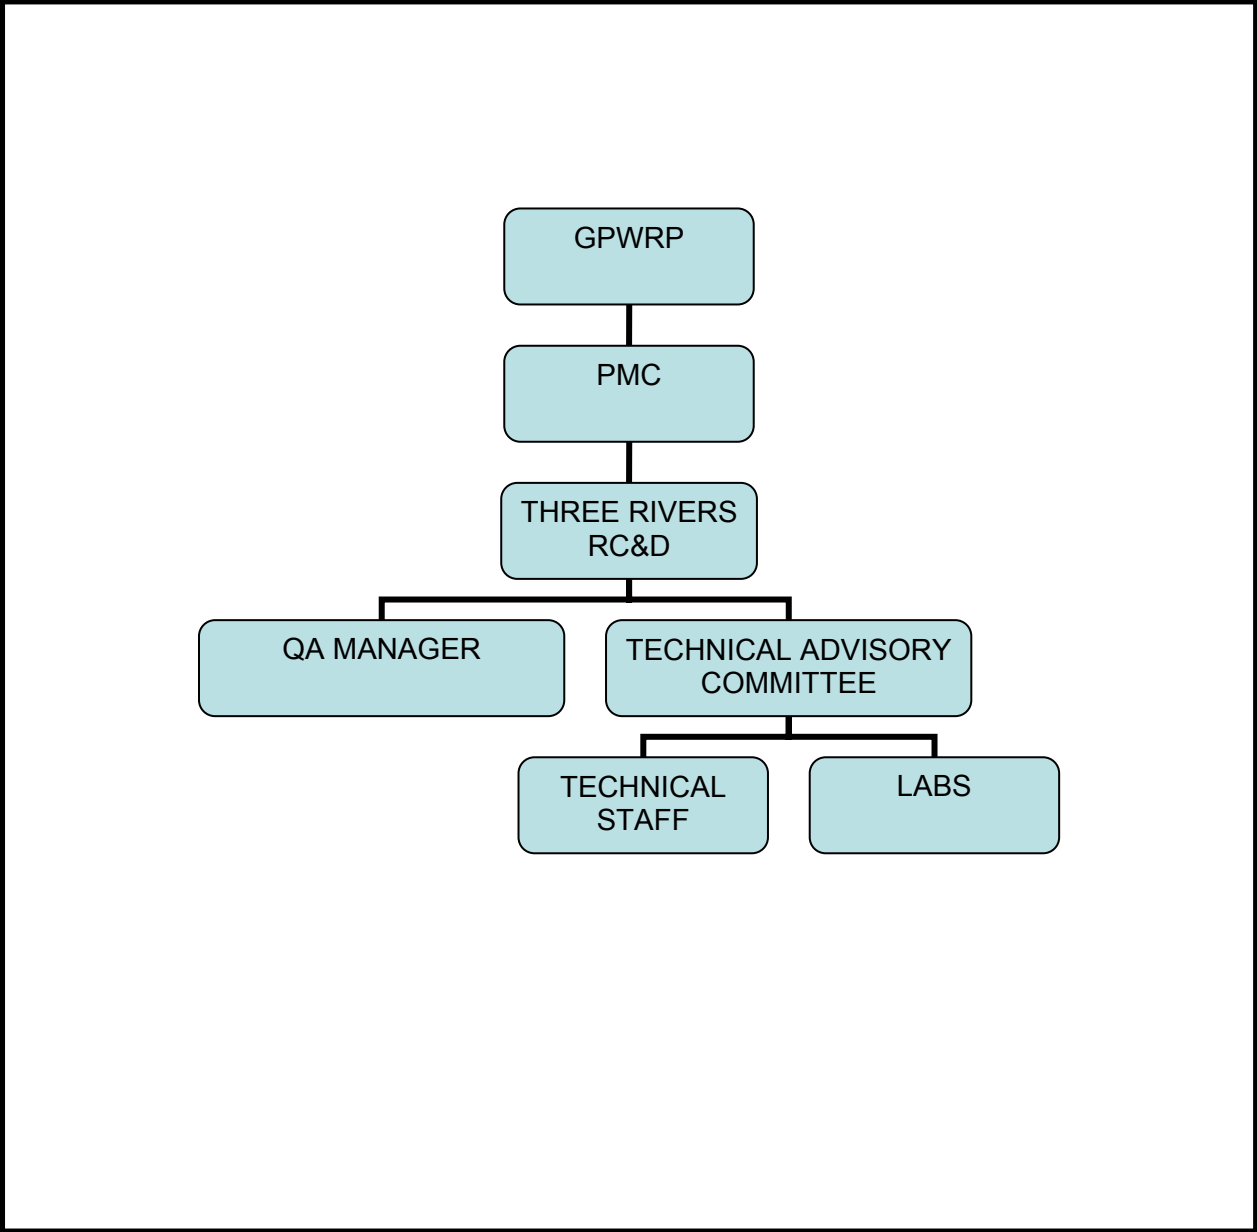 GPWRP
PMC
THREE RIVERS
RC&D
QA MANAGER
TECHNICAL ADVISORY
COMMITTEE
TECHNICAL
STAFF
LABS